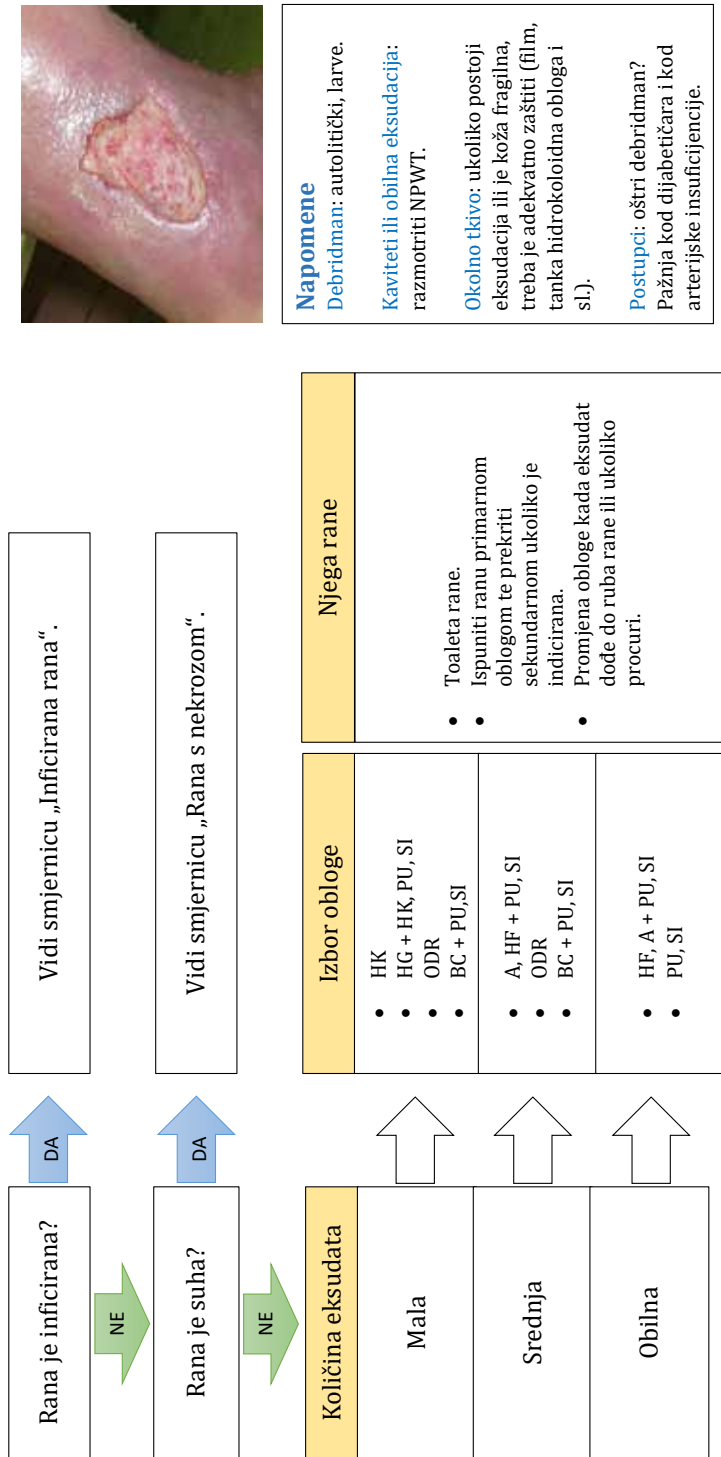 Rana je inficirana?
DA
Vidi smjernicu „Inficirana rana“.
NE
Rana je suha?
DA
Vidi smjernicu „Rana s nekrozom“.
NE
Količina eksudata
Izbor obloge
Njega rane
Mala
• HK
• HG + HK, PU, SI
• ODR
• BC + PU,SI
Srednja
• A, HF + PU, SI
• ODR
• BC + PU, SI
Obilna
• HF, A + PU, SI
• PU, SI
• Toaleta rane.
• Ispuniti ranu primarnom
oblogom te prekriti
sekundarnom ukoliko je
indicirana.
• Promjena obloge kada eksudat
dođe do ruba rane ili ukoliko
procuri.
Napomene
Debridman: autolitički, larve.
Kaviteti ili obilna eksudacija:
razmotriti NPWT.
Okolno tkivo: ukoliko postoji
eksudacija ili je koža fragilna,
treba je adekvatno zaštiti (film,
tanka hidrokoloidna obloga i
sl.).
Postupci: oštri debridman?
Pažnja kod dijabetičara i kod
arterijske insuficijencije.